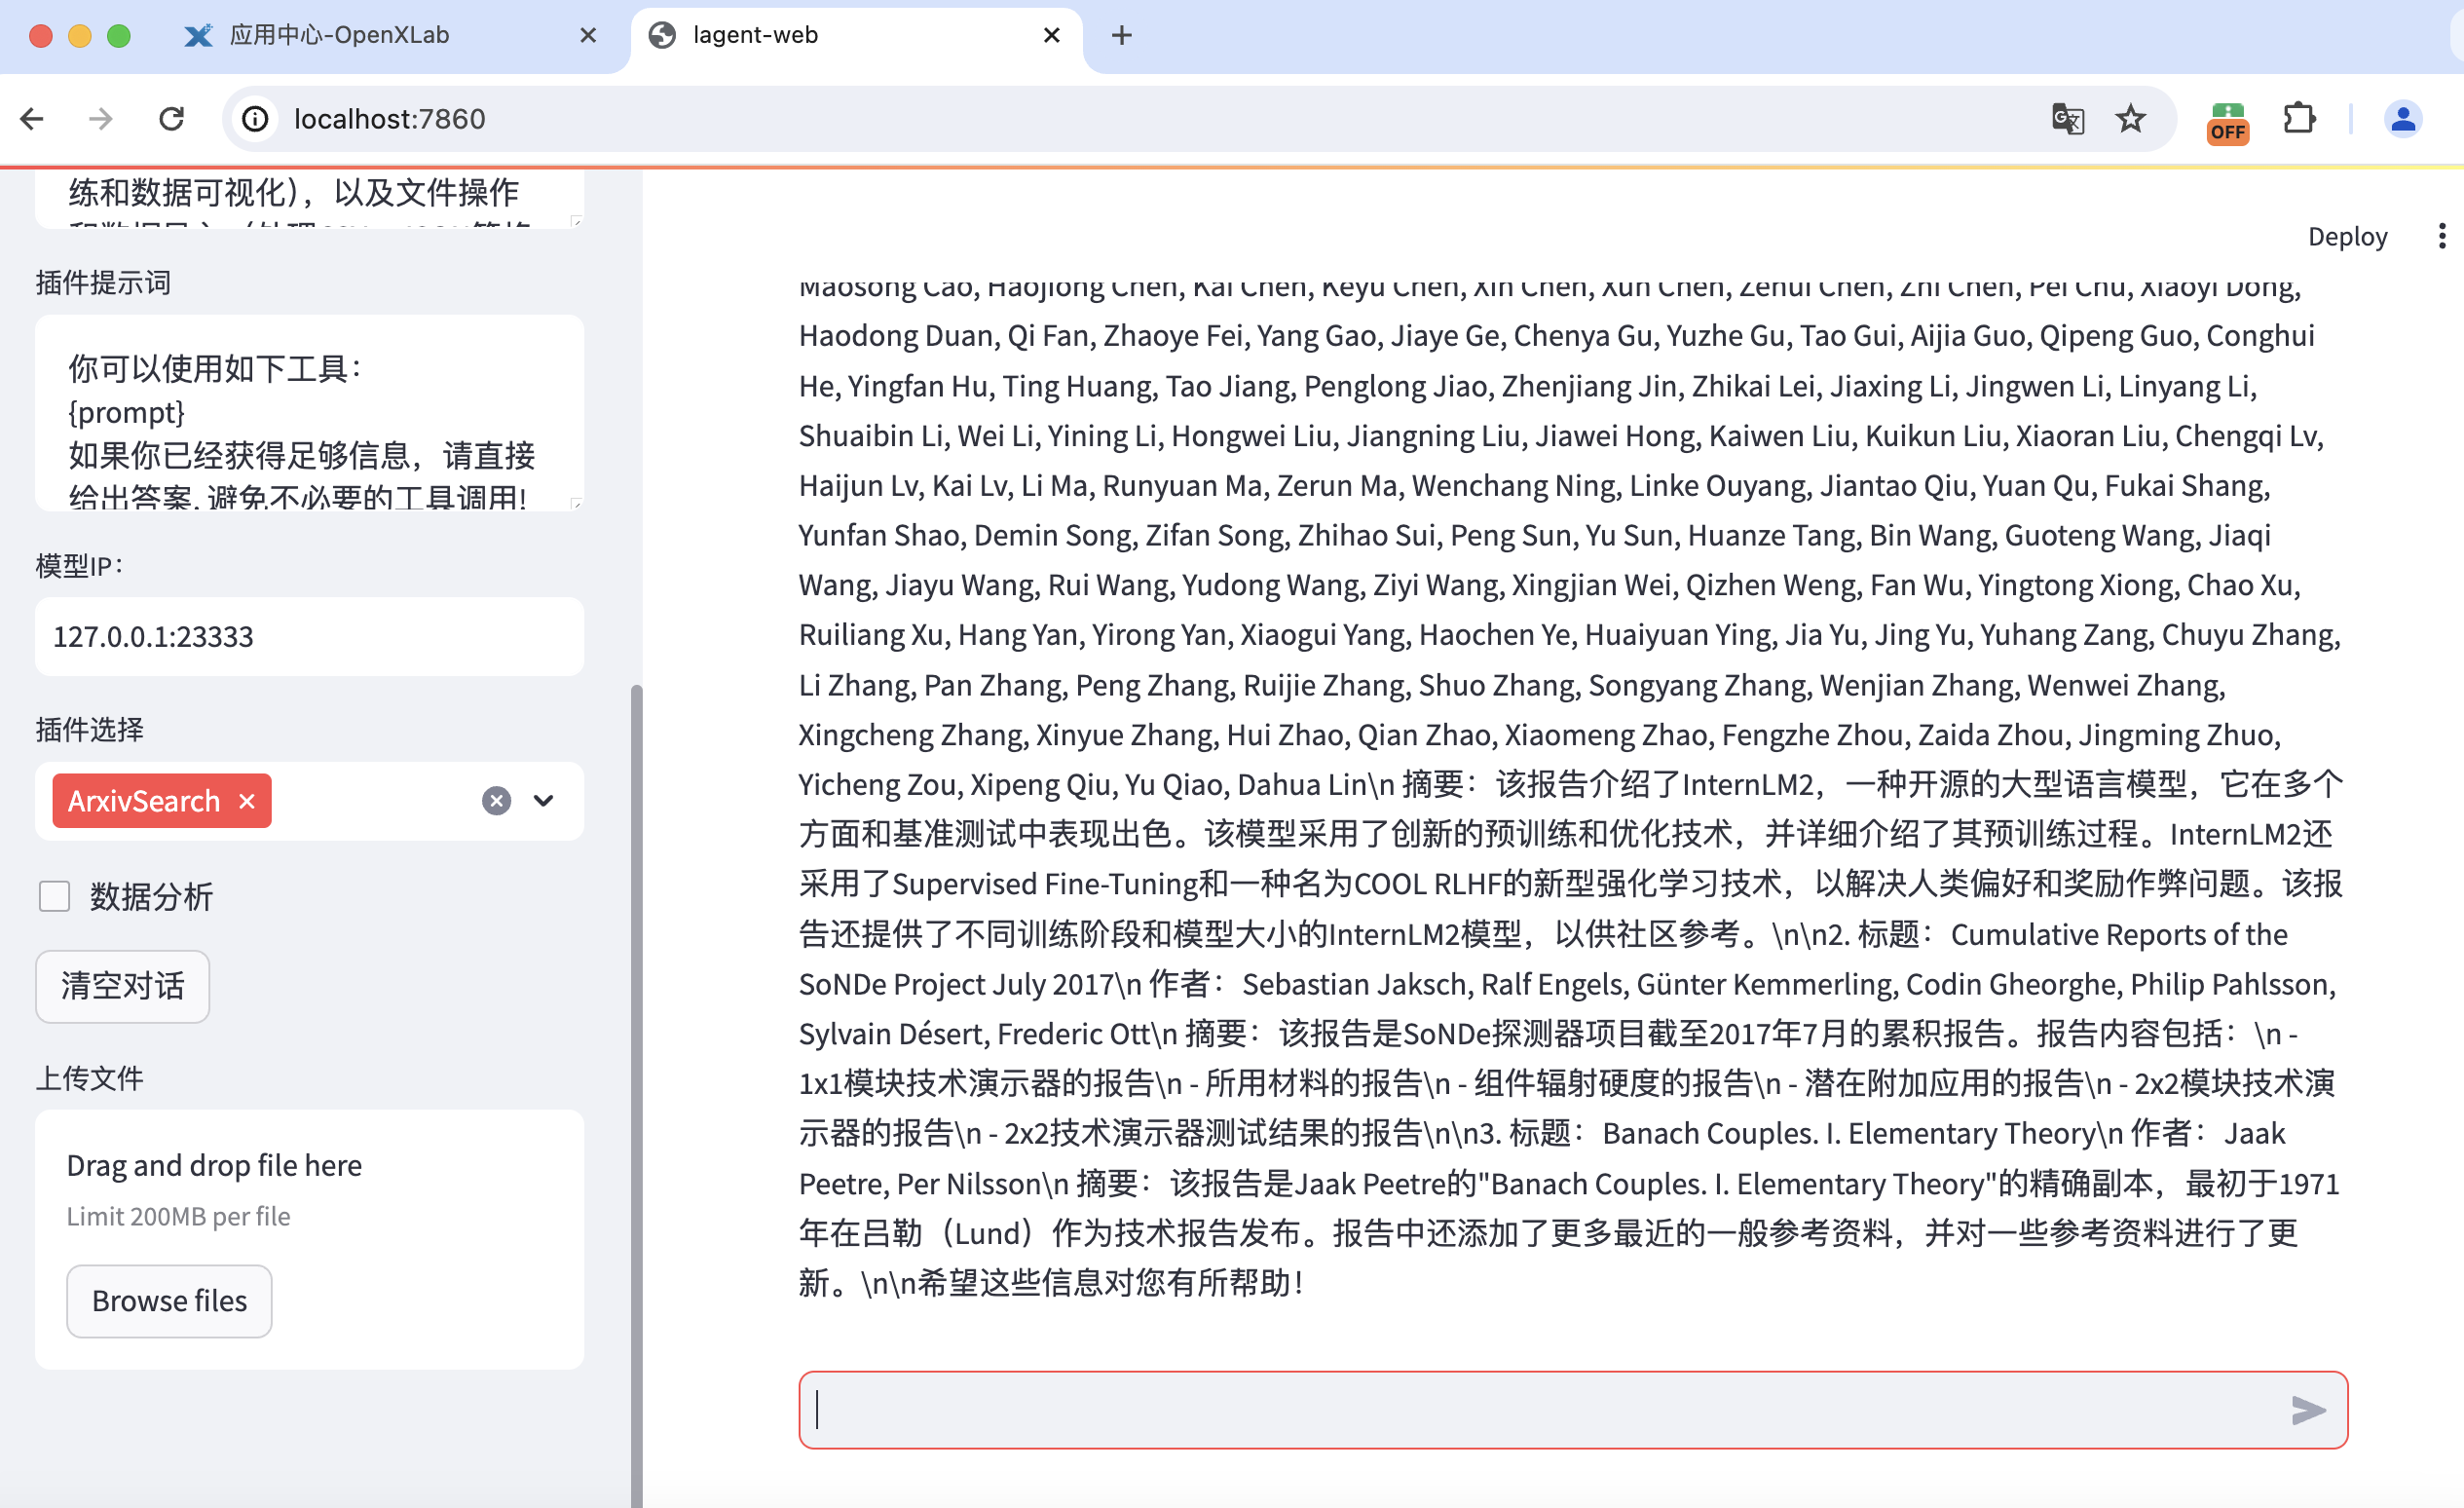 应用中心-OpenXLab
lagent-web
localhost:7860
OFF
练和数据可视化），以及文件操作
插件提示词
你可以使用如下工具：
{prompt}
如果你已经获得足够信息，请直接
给出答案. 避免不必要的工具调用!
模型IP：
127.0.0.1:23333
插件选择
ArxivSearch
数据分析
清空对话
上传文件
Drag and drop file here
Limit 200MB per file
Browse files
Deploy
Maosong Cao, Haojiong Chen, Kai Chen, Keyu Chen, Xin Chen, Xun Chen, Zehui Chen, Zhi Chen, Pei Chu, Xiaoyi Dong,
Haodong Duan, Qi Fan, Zhaoye Fei, Yang Gao, Jiaye Ge, Chenya Gu, Yuzhe Gu, Tao Gui, Aijia Guo, Qipeng Guo, Conghui
He, Yingfan Hu, Ting Huang, Tao Jiang, Penglong Jiao, Zhenjiang Jin, Zhikai Lei, Jiaxing Li, Jingwen Li, Linyang Li,
Shuaibin Li, Wei Li, Yining Li, Hongwei Liu, Jiangning Liu, Jiawei Hong, Kaiwen Liu, Kuikun Liu, Xiaoran Liu, Chengqi Lv,
Haijun Lv, Kai Lv, Li Ma, Runyuan Ma, Zerun Ma, Wenchang Ning, Linke Ouyang, Jiantao Qiu, Yuan Qu, Fukai Shang,
Yunfan Shao, Demin Song, Zifan Song, Zhihao Sui, Peng Sun, Yu Sun, Huanze Tang, Bin Wang, Guoteng Wang, Jiaqi
Wang, Jiayu Wang, Rui Wang, Yudong Wang, Ziyi Wang, Xingjian Wei, Qizhen Weng, Fan Wu, Yingtong Xiong, Chao Xu,
Ruiliang Xu, Hang Yan, Yirong Yan, Xiaogui Yang, Haochen Ye, Huaiyuan Ying, Jia Yu, Jing Yu, Yuhang Zang, Chuyu Zhang,
Li Zhang, Pan Zhang, Peng Zhang, Ruijie Zhang, Shuo Zhang, Songyang Zhang, Wenjian Zhang, Wenwei Zhang,
Xingcheng Zhang, Xinyue Zhang, Hui Zhao, Qian Zhao, Xiaomeng Zhao, Fengzhe Zhou, Zaida Zhou, Jingming Zhuo,
Yicheng Zou, Xipeng Qiu, Yu Qiao, Dahua Lin\n 摘要：该报告介绍了InternLM2，一种开源的大型语言模型，它在多个
方面和基准测试中表现出色。该模型采用了创新的预训练和优化技术，并详细介绍了其预训练过程。InternLM2还
采用了Supervised Fine-Tuning和一种名为COOL RLHF的新型强化学习技术，以解决人类偏好和奖励作弊问题。该报
告还提供了不同训练阶段和模型大小的InternLM2模型，以供社区参考。\n\n2. 标题：Cumulative Reports of the
SoNDe Project July 2017\n 作者：Sebastian Jaksch, Ralf Engels, Günter Kemmerling, Codin Gheorghe, Philip Pahlsson,
Sylvain Désert, Frederic Ott\n 摘要：该报告是SoNDe探测器项目截至2017年7月的累积报告。报告内容包括：\n -
1x1模块技术演示器的报告\n - 所用材料的报告\n - 组件辐射硬度的报告\n - 潜在附加应用的报告\n - 2x2模块技术演
示器的报告\n - 2x2技术演示器测试结果的报告\n\n3. 标题：Banach Couples. I. Elementary Theory\n 作者：Jaak
Peetre, Per Nilsson\n 摘要：该报告是Jaak Peetre的"Banach Couples. I. Elementary Theory"的精确副本，最初于1971
年在吕勒（Lund）作为技术报告发布。报告中还添加了更多最近的一般参考资料，并对一些参考资料进行了更
新。\n\n希望这些信息对您有所帮助！